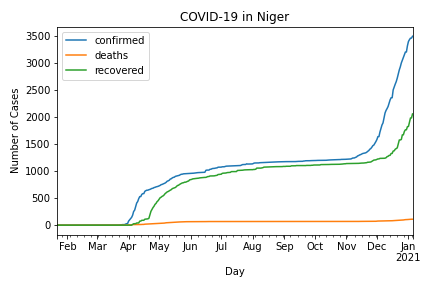 COVID-19 in Niger
confirmed
deaths
recovered
Number of Cases
3500
3000
2500
2000
1500
1000
500
0
Feb Mar Apr May Jun Jul Aug Sep Oct Nov Dec Jan
2021
Day